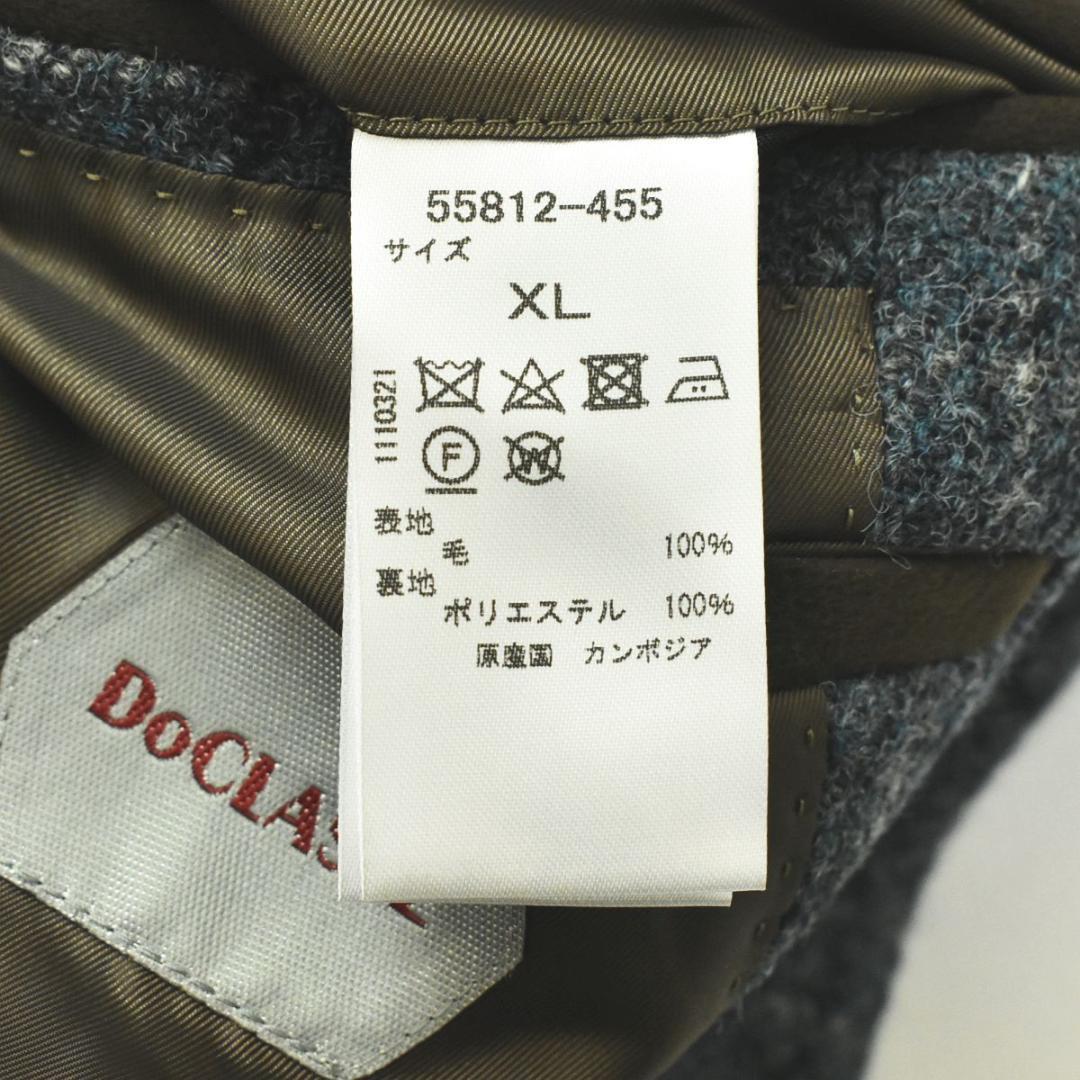 55812-455
サイズ
XL
1110321
F
W
表地
毛 100%
裏地
ポリエステル 100%
原産国 カンボジア
DoCLAS